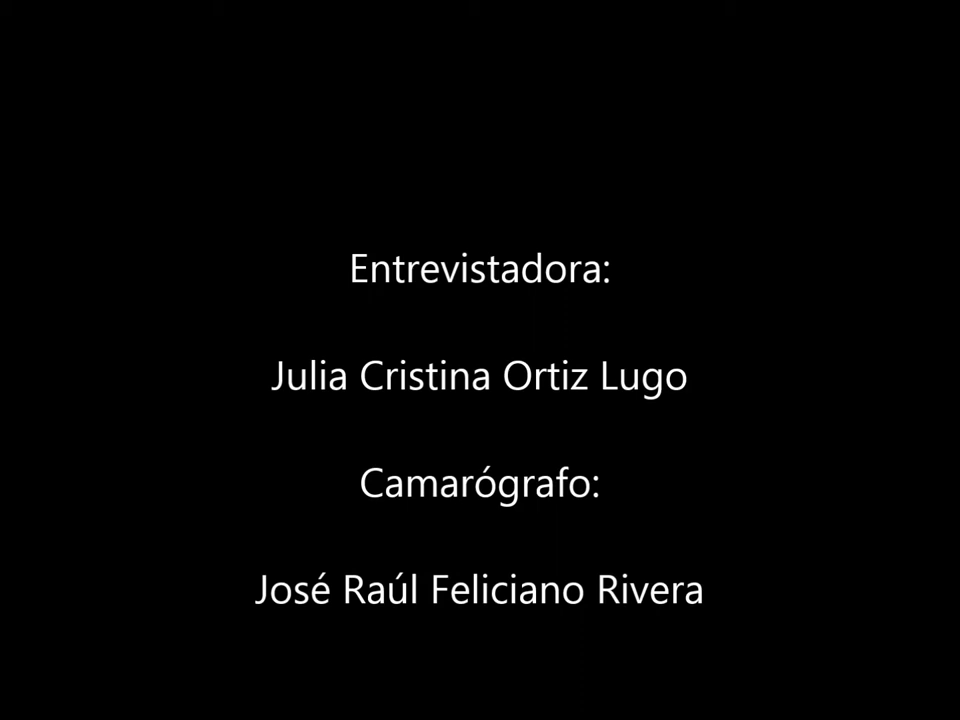 Entrevistadora:
Julia Cristina Ortiz Lugo
Camarógrafo:
José Raúl Feliciano Rivera